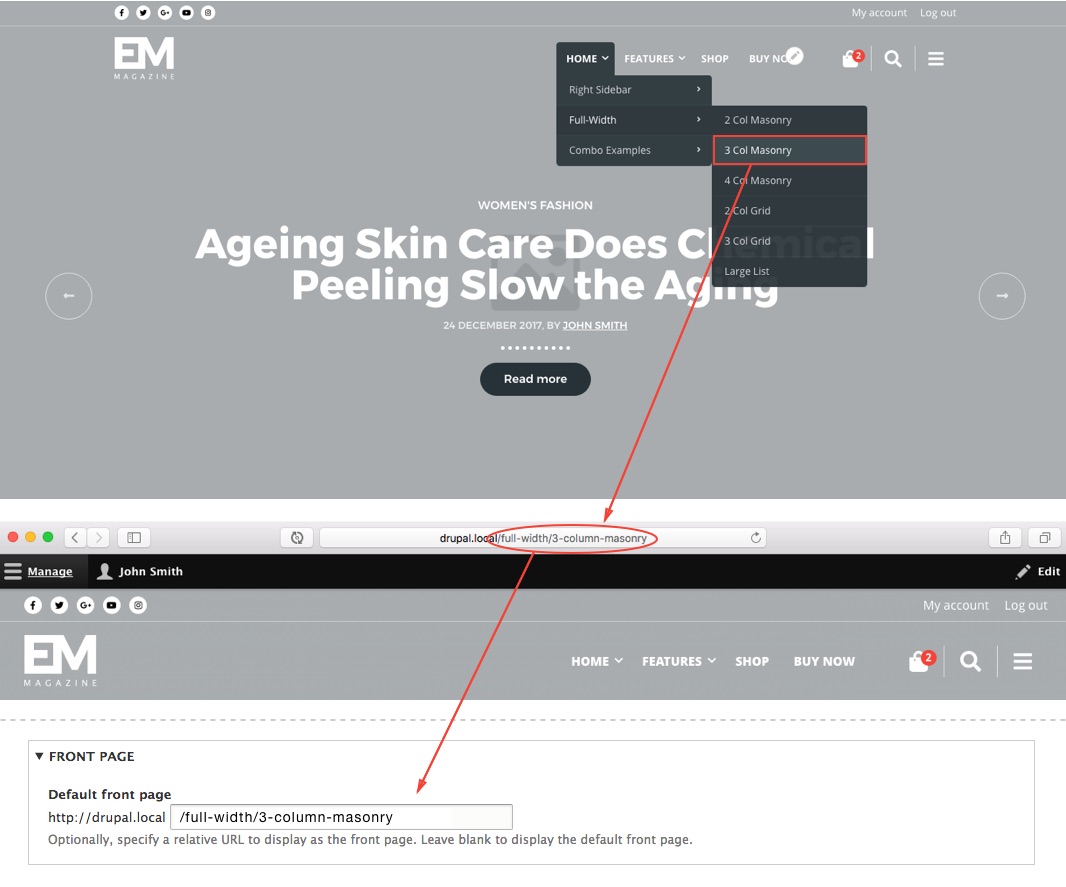 My account Log out
EM
MAGAZINE
HOME FEATURES SHOP BUY NO 2
Right Sidebar
Full-Width 2 Col Masonry
Combo Examples 3 Col Masonry
4 Col Masonry
WOMEN'S FASHION 2 Col Grid
Ageing Skin Care Does Chemical 3 Col Grid
Peeling Slow the Aging Large List
24 DECEMBER 2017, BY JOHN SMITH
Read more
drupal.local/full-width/3-column-masonry
Manage John Smith Edit
My account Log out
EM
MAGAZINE
HOME FEATURES SHOP BUY NOW 2
FRONT PAGE
Default front page
http://drupal.local /full-width/3-column-masonry
Optionally, specify a relative URL to display as the front page. Leave blank to display the default front page.